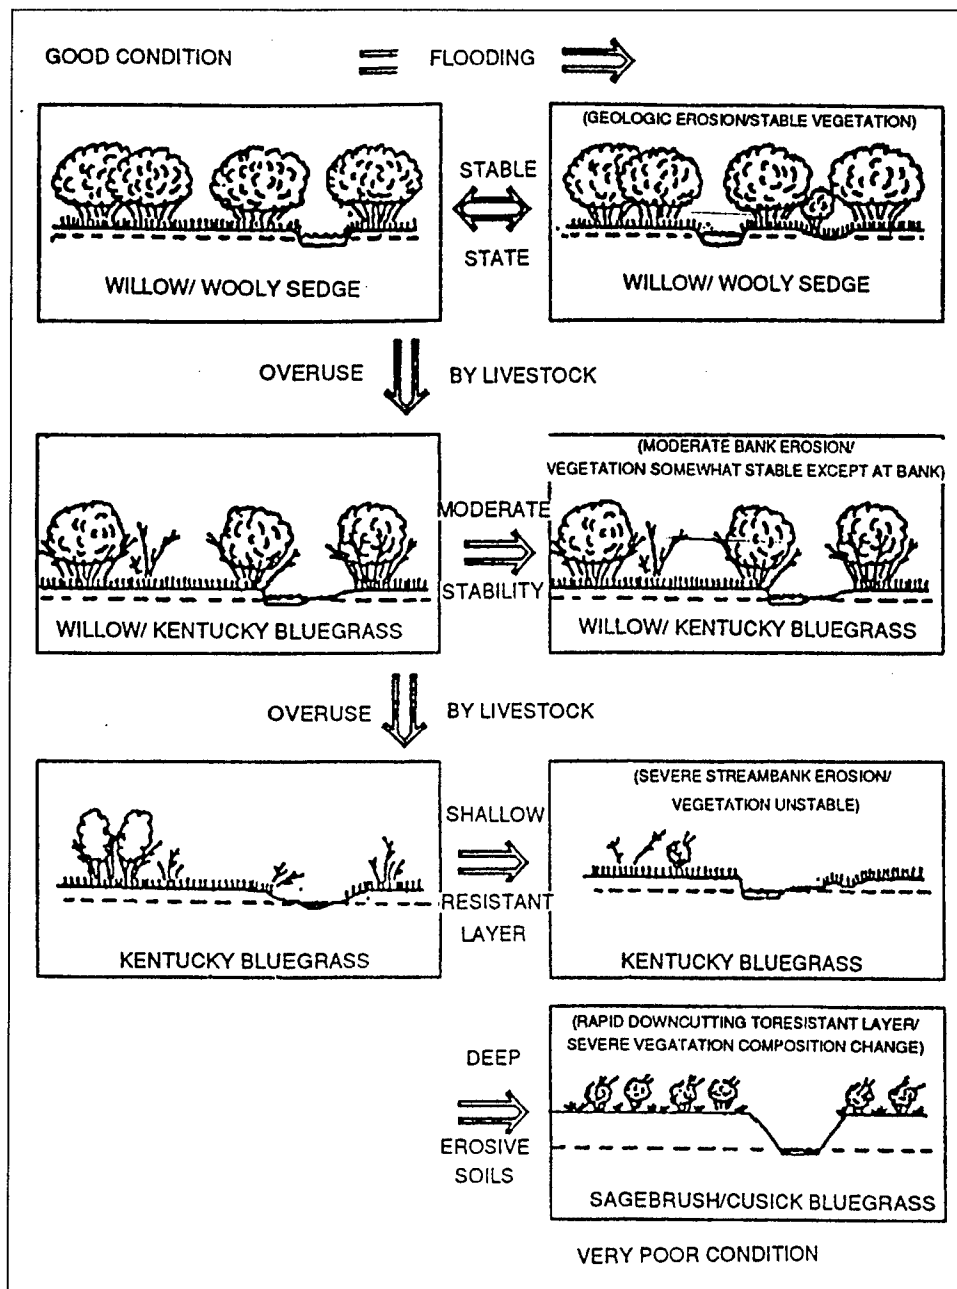 GOOD CONDITION FLOODING
(GEOLOGIC EROSION/STABLE VEGETATION)
STABLE
STATE
WILLOW/ WOOLY SEDGE
WILLOW/ WOOLY SEDGE
OVERUSE BY LIVESTOCK
(MODERATE BANK EROSION/
VEGETATION SOMEWHAT STABLE EXCEPT AT BANK)
MODERATE
STABILITY
WILLOW/ KENTUCKY BLUEGRASS
WILLOW/ KENTUCKY BLUEGRASS
OVERUSE BY LIVESTOCK
(SEVERE STREAMBANK EROSION/
VEGETATION UNSTABLE)
SHALLOW
RESISTANT
LAYER
KENTUCKY BLUEGRASS
KENTUCKY BLUEGRASS
(RAPID DOWNCUTTING TORESISTANT LAYER/
SEVERE VEGATATION COMPOSITION CHANGE)
DEEP
EROSIVE
SOILS
SAGEBRUSH/CUSICK BLUEGRASS
VERY POOR CONDITION